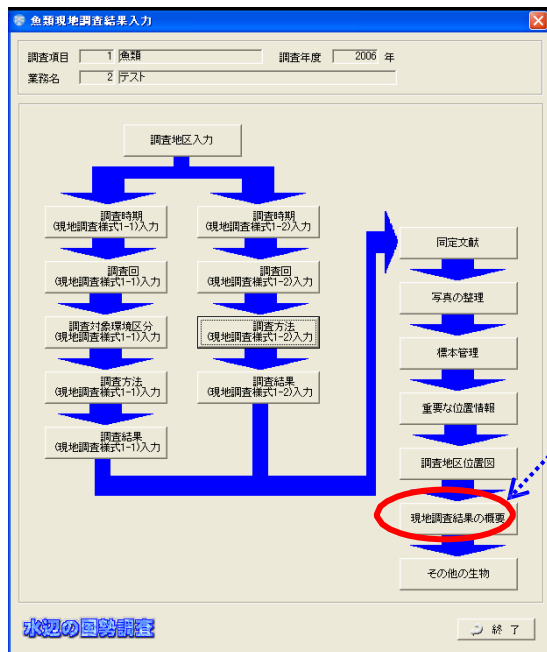 魚類現地調査結果入力
調査項目 1 魚類 調査年度 2006 年
業務名 2 テスト
調査地区入力
調査時期
(現地調査様式1-1)入力
調査回
(現地調査様式1-1)入力
調査対象環境区分
(現地調査様式1-1)入力
調査方法
(現地調査様式1-1)入力
調査結果
(現地調査様式1-1)入力
調査時期
(現地調査様式1-2)入力
調査回
(現地調査様式1-2)入力
調査方法
(現地調査様式1-2)入力
調査結果
(現地調査様式1-2)入力
同定文献
写真の整理
標本管理
重要な位置情報
調査地区位置図
現地調査結果の概要
その他の生物
水辺の国勢調査
終 了